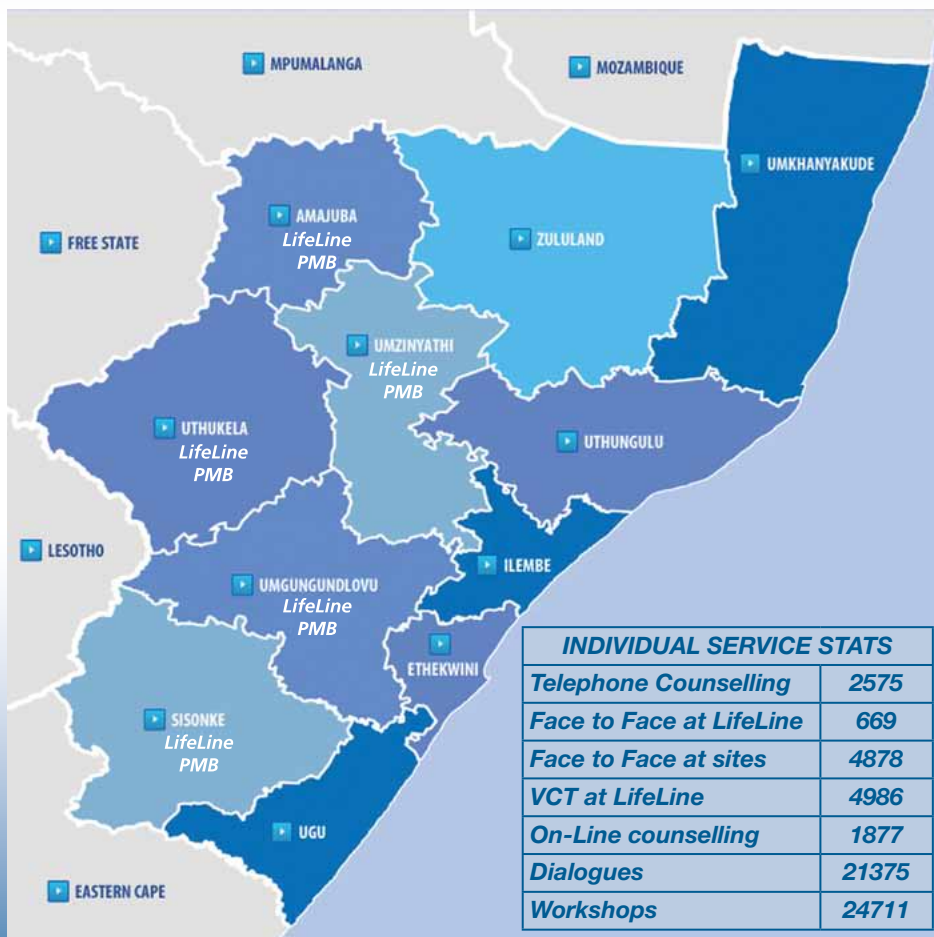 MPUMALANGA
MOZAMBIQUE
UMKHANYAKUDE
AMAJUBA
LifeLine
PMB
FREE STATE
ZULULAND
UMZINYATHI
LifeLine
PMB
UTHUKELA
LifeLine
PMB
UTHUNGULU
LESOTHO
ILEMBE
UMGUNGUNDLOVU
LifeLine
PMB
ETHEKWINI
SISONKE
LifeLine
PMB
UGU
EASTERN CAPE
INDIVIDUAL SERVICE STATS
Telephone Counselling 2575
Face to Face at LifeLine 669
Face to Face at sites 4878
VCT at LifeLine 4986
On-Line counselling 1877
Dialogues 21375
Workshops 24711